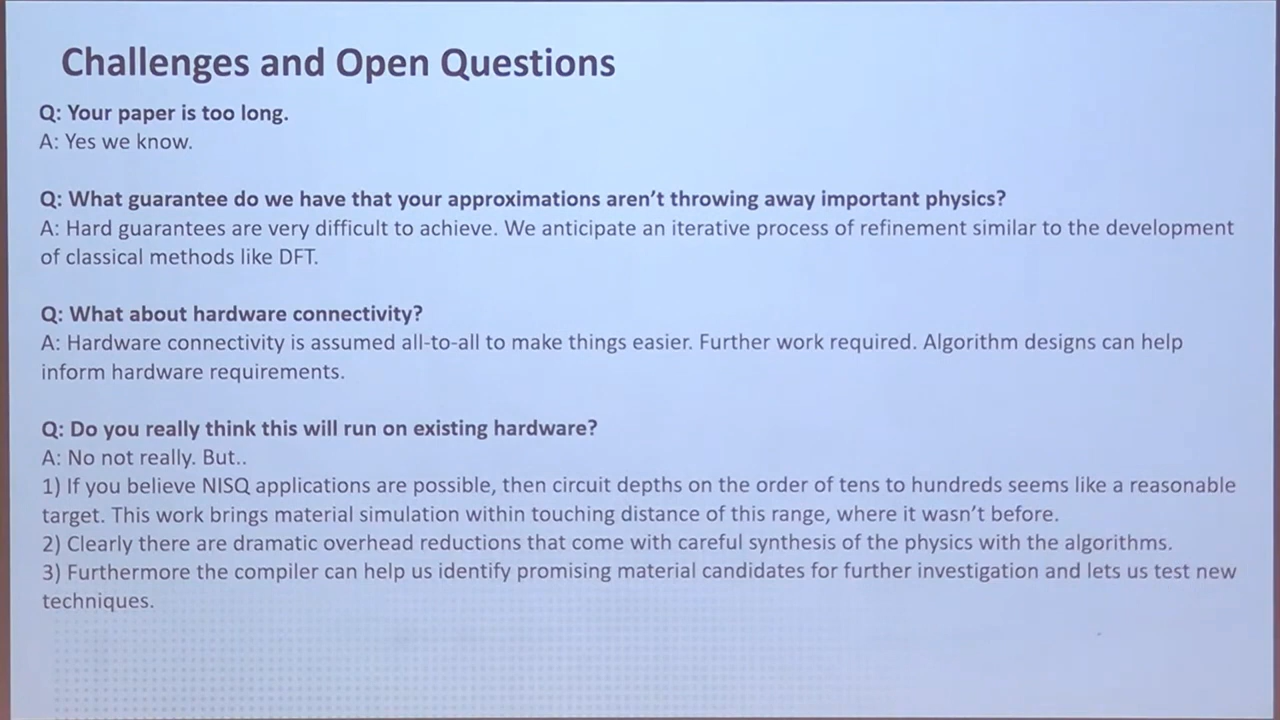 Challenges and Open Questions
Q: Your paper is too long.
A: Yes we know.
Q: What guarantee do we have that your approximations aren't throwing away important physics?
A: Hard guarantees are very difficult to achieve. We anticipate an iterative process of refinement similar to the development
of classical methods like DFT.
Q: What about hardware connectivity?
A: Hardware connectivity is assumed all-to-all to make things easier. Further work required. Algorithm designs can help
inform hardware requirements.
Q: Do you really think this will run on existing hardware?
A: No not really. But..
1) If you believe NISQ applications are possible, then circuit depths on the order of tens to hundreds seems like a reasonable
target. This work brings material simulation within touching distance of this range, where it wasn't before.
2) Clearly there are dramatic overhead reductions that come with careful synthesis of the physics with the algorithms.
3) Furthermore the compiler can help us identify promising material candidates for further investigation and lets us test new
techniques.